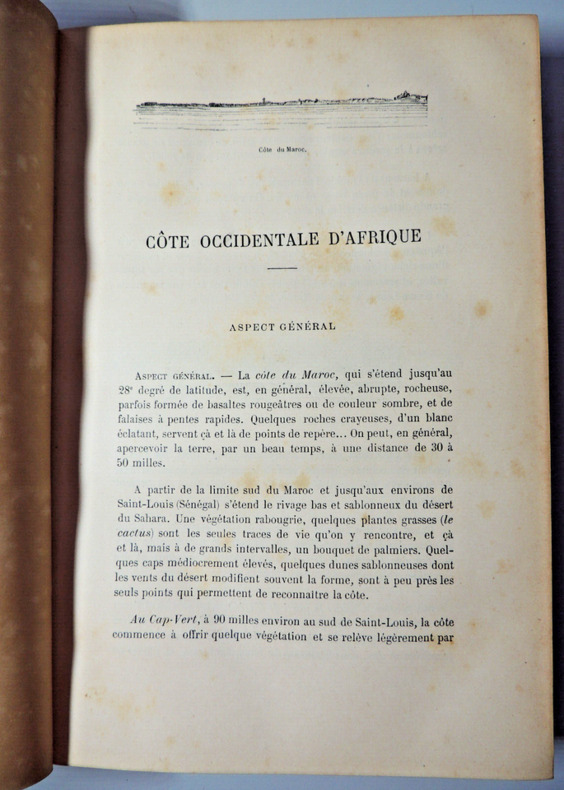 Côte du Maroc.
CÔTE OCCIDENTALE D'AFRIQUE
ASPECT GÉNÉRAL
ASPECT GÉNÉRAL. — La côte du Maroc, qui s'étend jusqu'au
28e degré de latitude, est, en général, élevée, abrupte, rocheuse,
parfois formée de basaltes rougeâtres ou de couleur sombre, et de
falaises à pentes rapides. Quelques roches crayeuses, d'un blanc
éclatant, servent çà et là de points de repère... On peut, en général,
apercevoir la terre, par un beau temps, à une distance de 30 à
50 milles.
A partir de la limite sud du Maroc et jusqu'aux environs de
Saint-Louis (Sénégal) s'étend le rivage bas et sablonneux du désert
du Sahara. Une végétation rabougrie, quelques plantes grasses (le
cactus) sont les seules traces de vie qu'on y rencontre, et çà
et là, mais à de grands intervalles, un bouquet de palmiers. Quel-
ques caps médiocrement élevés, quelques dunes sablonneuses dont
les vents du désert modifient souvent la forme, sont à peu près les
seuls points qui permettent de reconnaître la côte.
Au Cap-Vert, à 90 milles environ au sud de Saint-Louis, la côte
commence à offrir quelque végétation et se relève légèrement par